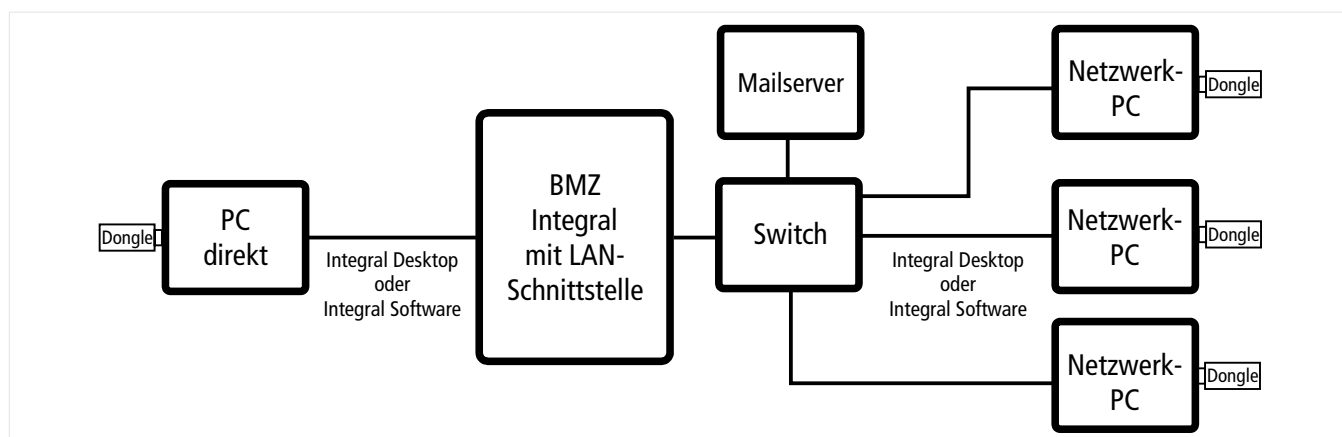 Dongle
PC
direkt
Integral Desktop
oder
Integral Software
BMZ
Integral
mit LAN-
Schnittstelle
Mailserver
Switch
Integral Desktop
oder
Integral Software
Netzwerk-
PC
Dongle
Netzwerk-
PC
Dongle
Netzwerk-
PC
Dongle